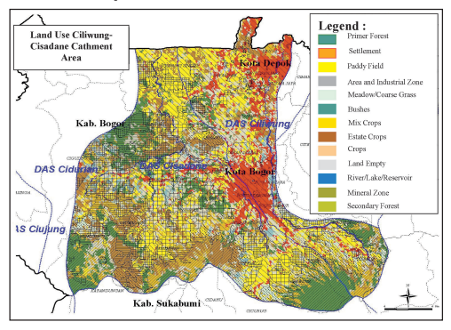 Land Use Ciliwung-
Cisadane Cathment
Area
Legend :
Primer Forest
Settlement
Paddy Field
Area and Industrial Zone
Meadow/Coarse Grass
Bushes
Mix Crops
Estate Crops
Crops
Land Empty
River/Lake/Reservoir
Mineral Zone
Secondary Forest
Kota Depok
Kab. Bogor
DAS Ciliwung
DAS Cidurian
DAS Cisadane
Kota Bogor
AS Ciujung
Kab. Sukabumi